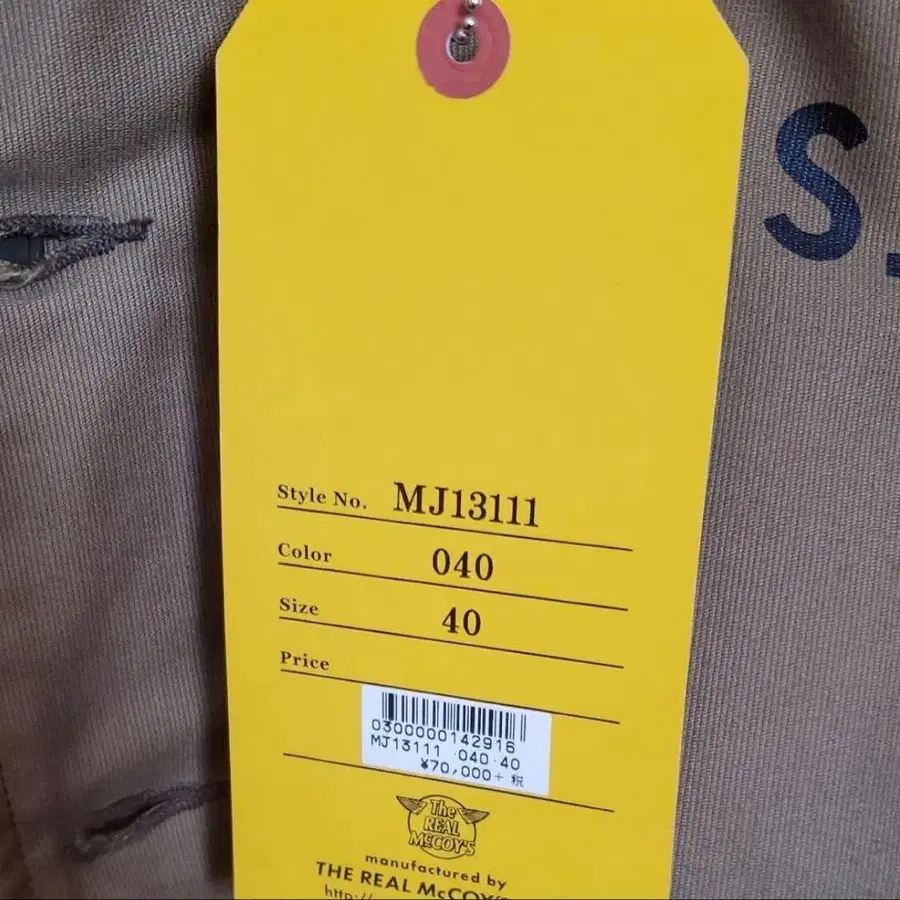 S
Style No. MJ13111
Color 040
Size 40
Price
0300000142916
MJ13111 ·040·40
¥70,000+ 税
The
REAL
McCOY'S
manufactured by
THE REAL McCOY'S
http://